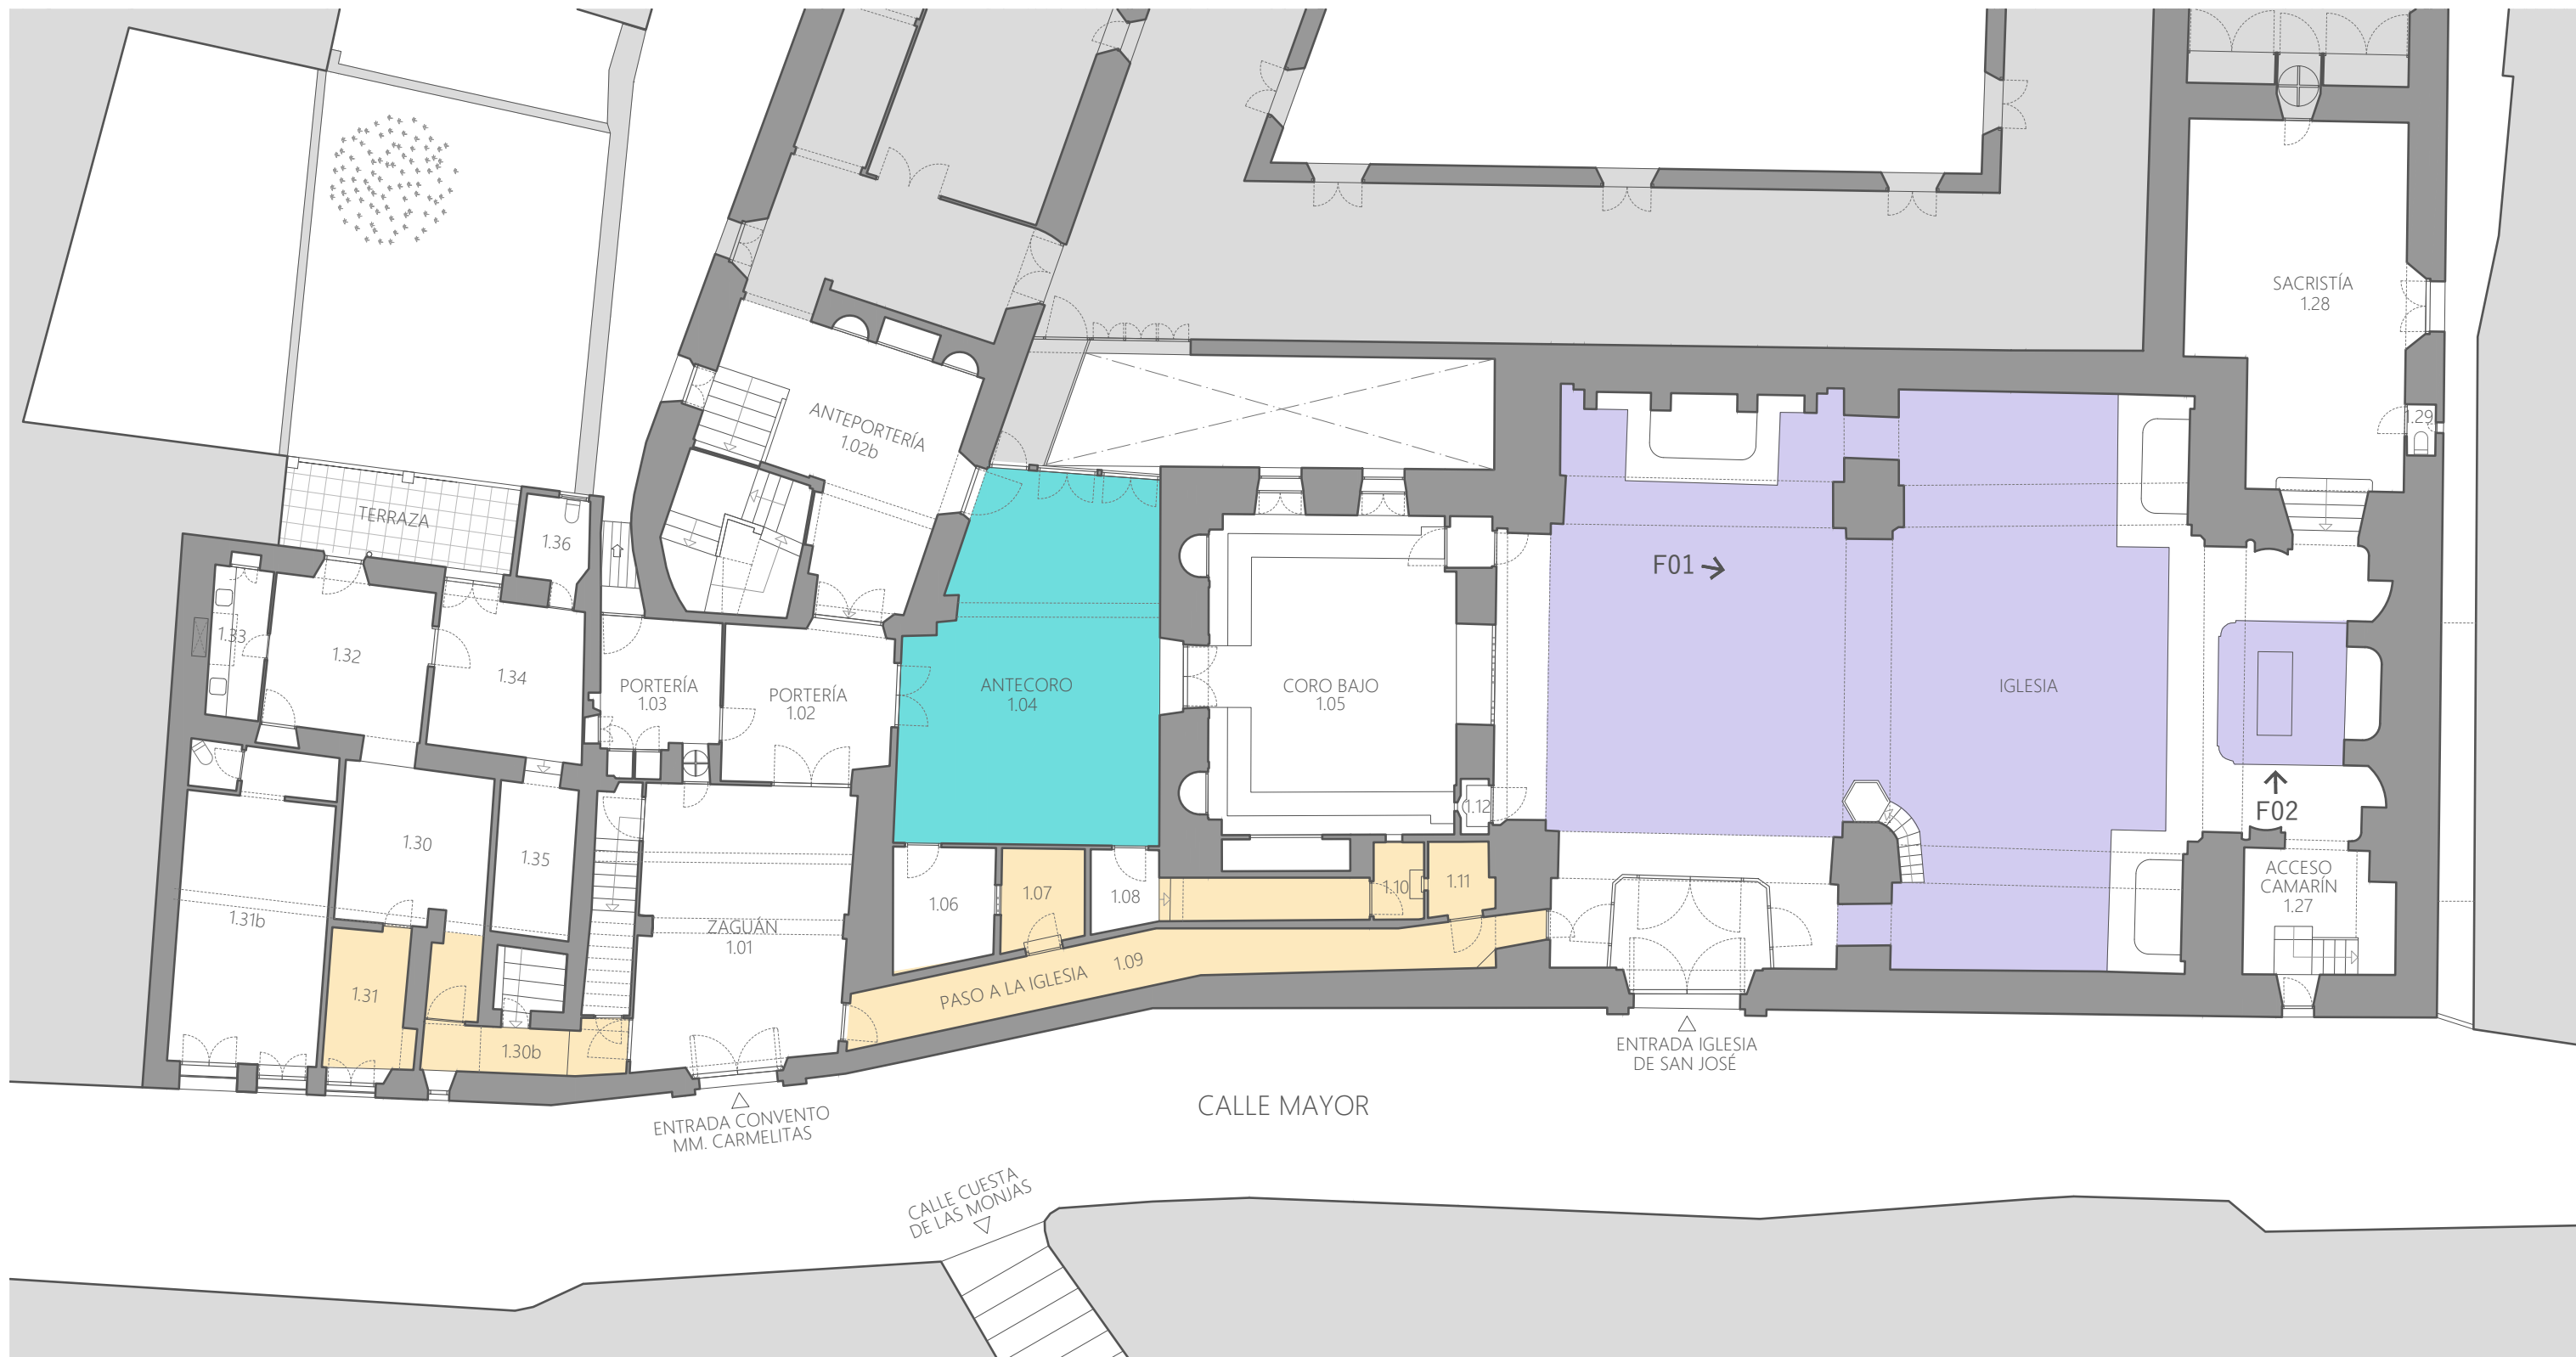 SACRISTÍA
1.28
ANTEPORTERÍA
1.02b
1.29
TERRAZA
1.36
F01
1.33
1.32
1.34
PORTERÍA
1.03
PORTERÍA
1.02
ANTECORO
1.04
CORO BAJO
1.05
IGLESIA
1.12
F02
1.30
1.35
1.31b
1.06
1.07
1.08
1.10
1.11
ACCESO
CAMARÍN
1.27
ZAGUÁN
1.01
PASO A LA IGLESIA 1.09
1.31
1.30b
ENTRADA IGLESIA
DE SAN JOSÉ
ENTRADA CONVENTO
MM. CARMELITAS
CALLE MAYOR
CALLE CUESTA
DE LAS MONJAS